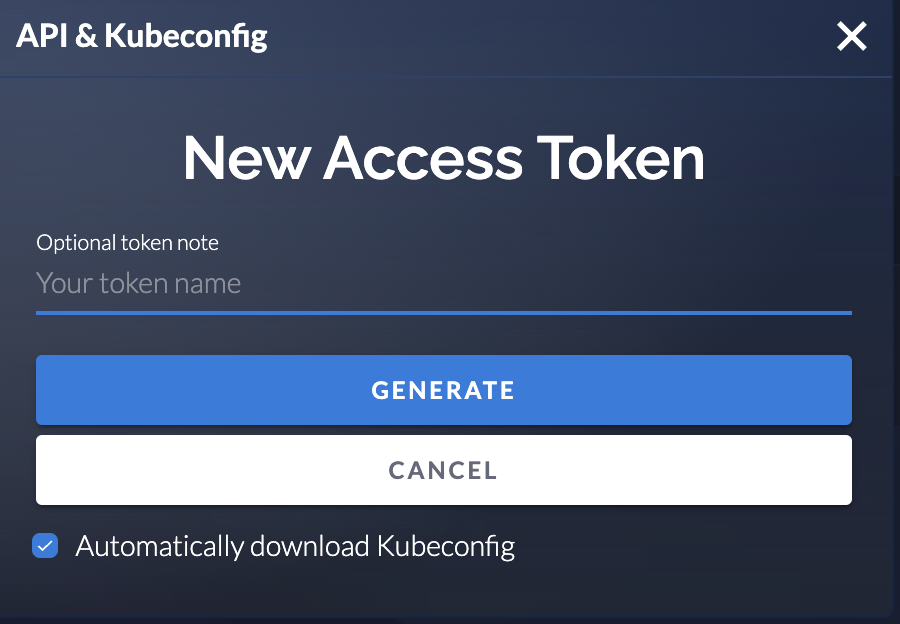 API & Kubeconfig
New Access Token
Optional token note
Your token name
GENERATE
CANCEL
Automatically download Kubeconfig